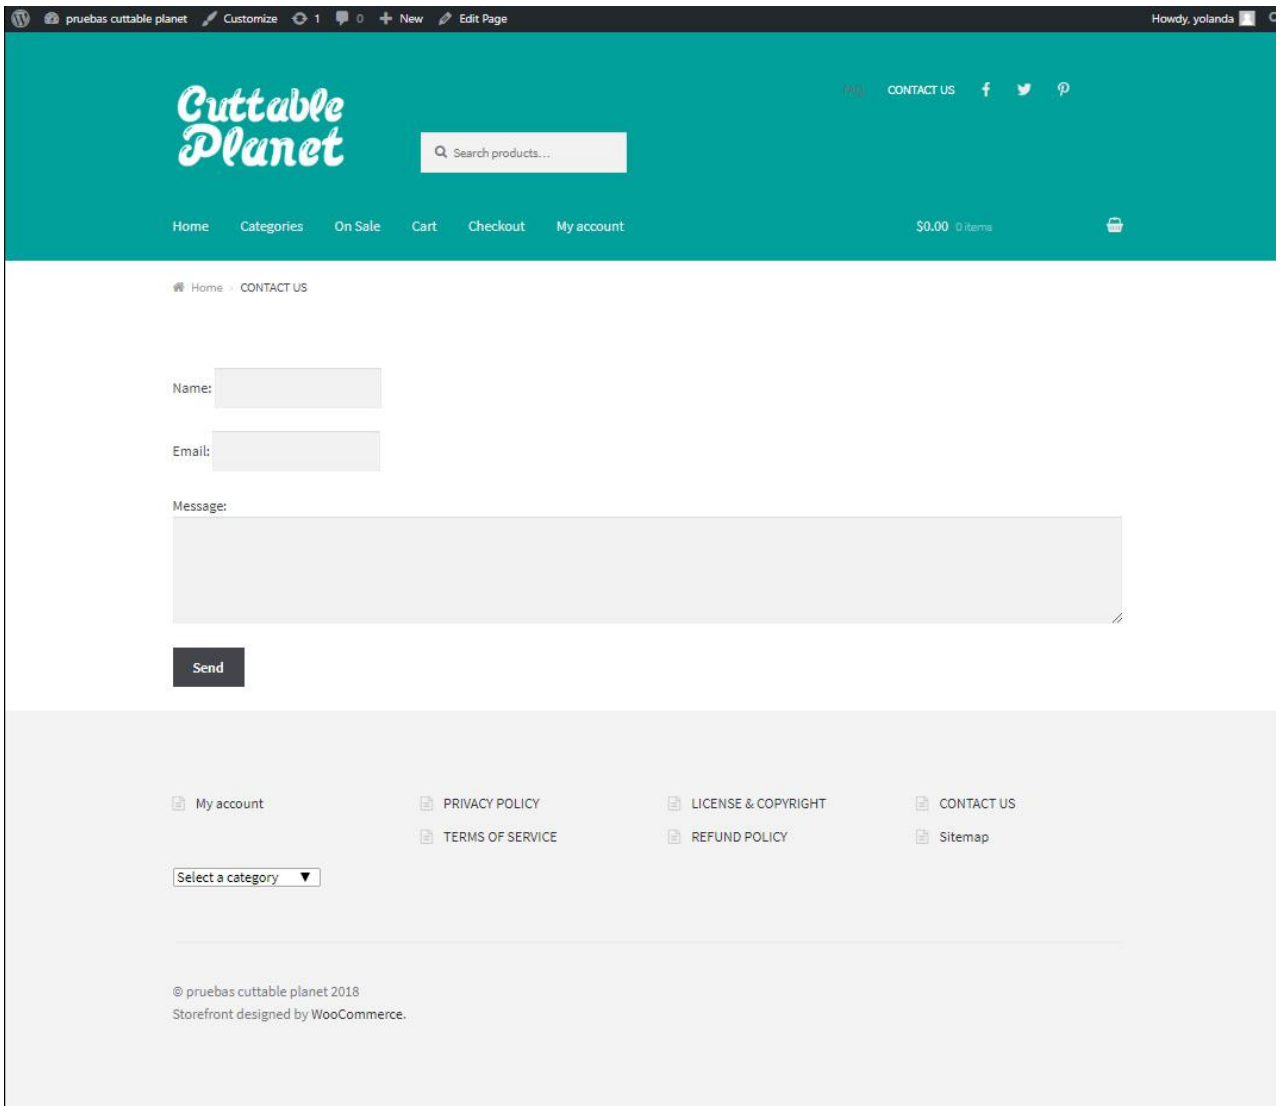 pruebas cuttable planet Customize 1 0 New Edit Page Howdy, yolanda
CONTACT US
Cuttable
Planet
Search products...
Home Categories On Sale Cart Checkout My account $0.00 0 items
Home CONTACT US
Name:
Email:
Message:
Send
My account PRIVACY POLICY LICENSE & COPYRIGHT CONTACT US
TERMS OF SERVICE REFUND POLICY Sitemap
Select a category ▼
© pruebas cuttable planet 2018
Storefront designed by WooCommerce.